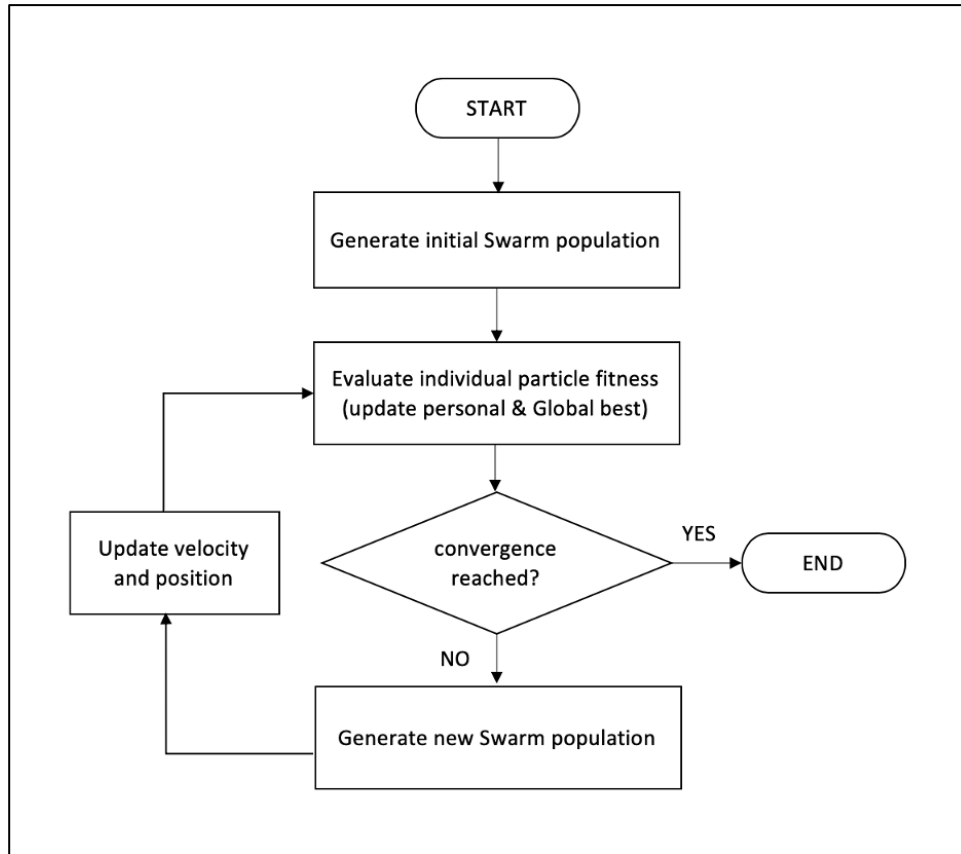 START
Generate initial Swarm population
Evaluate individual particle fitness
(update personal & Global best)
Update velocity
and position
convergence
reached?
YES
END
NO
Generate new Swarm population